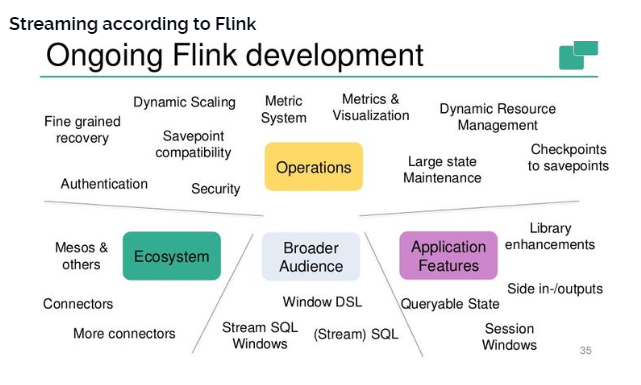 Streaming according to Flink
Ongoing Flink development
Dynamic Scaling
Metric
System
Metrics &
Visualization
Dynamic Resource
Management
Fine grained
recovery
Savepoint
compatibility
Operations
Large state
Maintenance
Checkpoints
to savepoints
Authentication
Security
Mesos &
others
Ecosystem
Connectors
More connectors
Broader
Audience
Window DSL
Stream SQL
Windows
(Stream) SQL
Application
Features
Library
enhancements
Side in-/outputs
Queryable State
Session
Windows
35